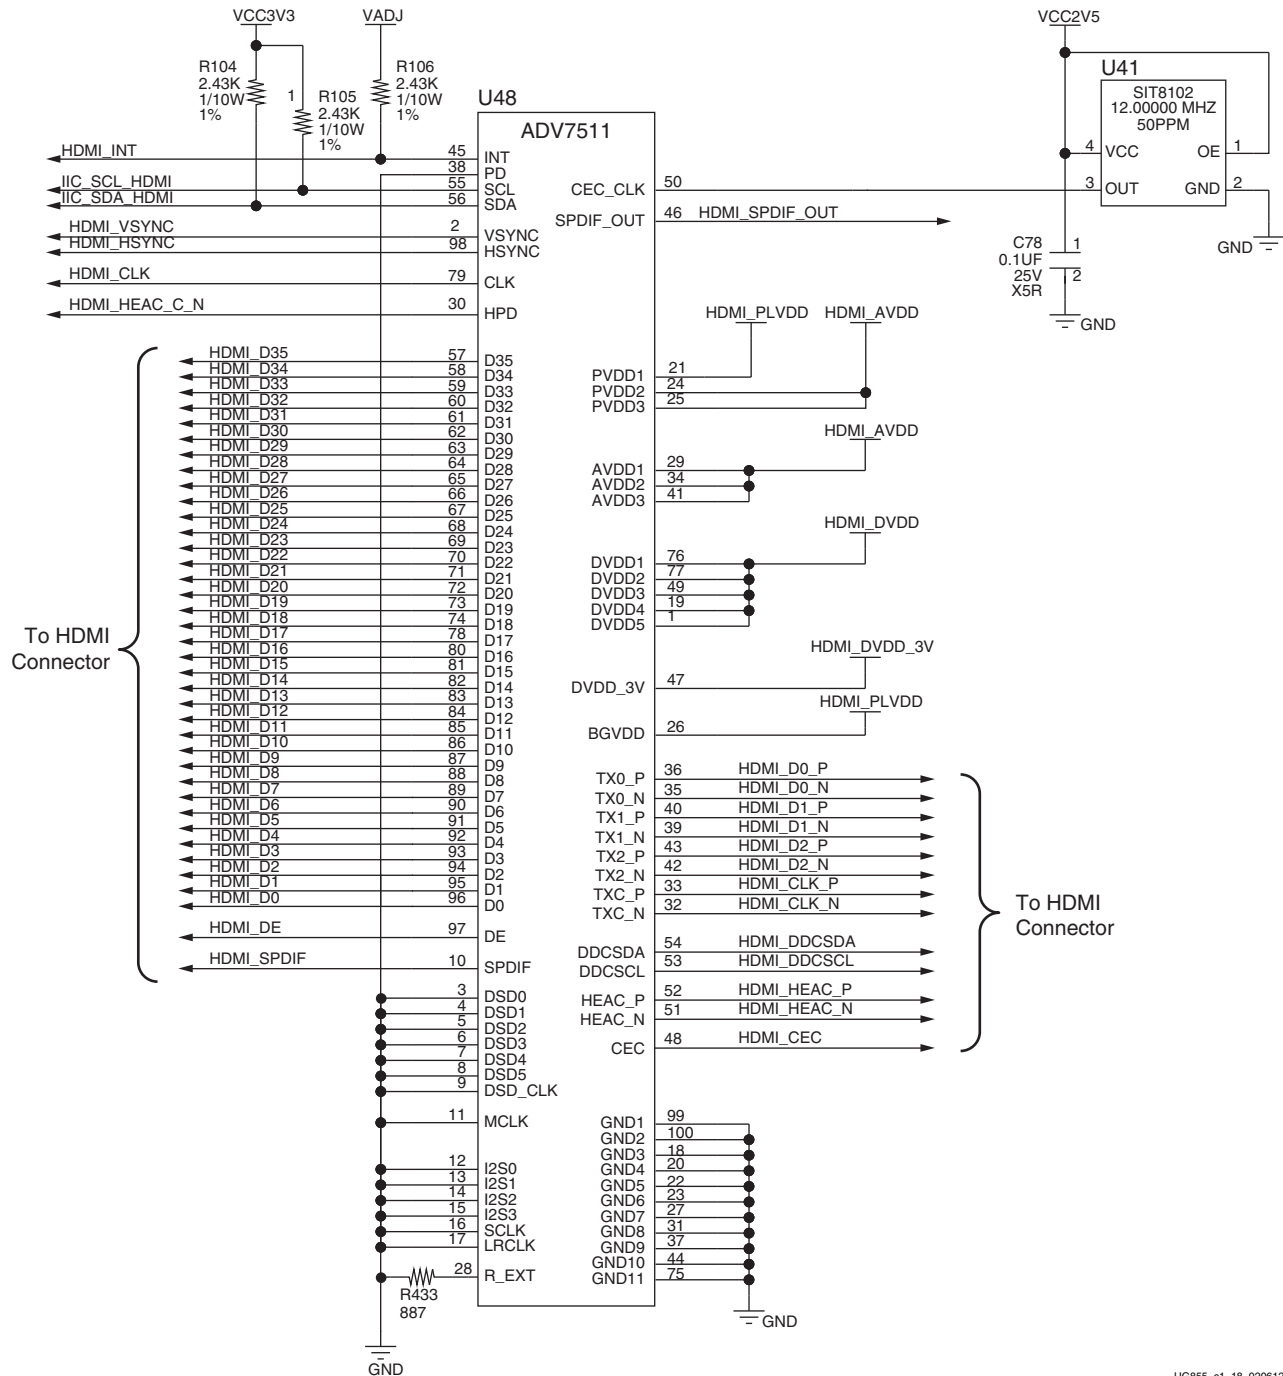 VCC3V3
VADJ
VCC2V5
R104
2.43K
1/10W
1%
1
R105
2.43K
1/10W
1%
R106
2.43K
1/10W
1%
U48
ADV7511
U41
SIT8102
12.00000 MHZ
50PPM
4 VCC
OE 1
3 OUT
GND 2
GND
C78 1
0.1UF
25V 2
X5R
GND
HDMI_INT 45 INT
38 PD
IIC_SCL_HDMI 55 SCL
IIC_SDA_HDMI 56 SDA
HDMI_VSYNC 2 VSYNC
HDMI_HSYNC 98 HSYNC
HDMI_CLK 79 CLK
HDMI_HEAC_C_N 30 HPD
To HDMI
Connector
HDMI_D35 57 D35
HDMI_D34 58 D34
HDMI_D33 59 D33
HDMI_D32 60 D32
HDMI_D31 61 D31
HDMI_D30 62 D30
HDMI_D29 63 D29
HDMI_D28 64 D28
HDMI_D27 65 D27
HDMI_D26 66 D26
HDMI_D25 67 D25
HDMI_D24 68 D24
HDMI_D23 69 D23
HDMI_D22 70 D22
HDMI_D21 71 D21
HDMI_D20 72 D20
HDMI_D19 73 D19
HDMI_D18 74 D18
HDMI_D17 78 D17
HDMI_D16 80 D16
HDMI_D15 81 D15
HDMI_D14 82 D14
HDMI_D13 83 D13
HDMI_D12 84 D12
HDMI_D11 85 D11
HDMI_D10 86 D10
HDMI_D9 87 D9
HDMI_D8 88 D8
HDMI_D7 89 D7
HDMI_D6 90 D6
HDMI_D5 91 D5
HDMI_D4 92 D4
HDMI_D3 93 D3
HDMI_D2 94 D2
HDMI_D1 95 D1
HDMI_D0 96 D0
HDMI_DE 97 DE
HDMI_SPDIF 10 SPDIF
3 DSD0
4 DSD1
5 DSD2
6 DSD3
7 DSD4
8 DSD5
9 DSD_CLK
11 MCLK
12 I2S0
13 I2S1
14 I2S2
15 I2S3
16 SCLK
17 LRCLK
28 R_EXT
R433
887
GND
CEC_CLK 50
SPDIF_OUT 46 HDMI_SPDIF_OUT
HDMI_PLVDD
HDMI_AVDD
PVDD1 21
PVDD2 24
PVDD3 25
HDMI_AVDD
AVDD1 29
AVDD2 34
AVDD3 41
HDMI_DVDD
DVDD1 76
DVDD2 77
DVDD3 49
DVDD4 19
DVDD5 1
HDMI_DVDD_3V
DVDD_3V 47
HDMI_PLVDD
BGVDD 26
TX0_P 36 HDMI_D0_P
TX0_N 35 HDMI_D0_N
TX1_P 40 HDMI_D1_P
TX1_N 39 HDMI_D1_N
TX2_P 43 HDMI_D2_P
TX2_N 42 HDMI_D2_N
TXC_P 33 HDMI_CLK_P
TXC_N 32 HDMI_CLK_N
DDCSDA 54 HDMI_DDCSDA
DDCSCL 53 HDMI_DDCSCL
HEAC_P 52 HDMI_HEAC_P
HEAC_N 51 HDMI_HEAC_N
CEC 48 HDMI_CEC
To HDMI
Connector
GND1 99
GND2 100
GND3 18
GND4 20
GND5 22
GND6 23
GND7 27
GND8 31
GND9 37
GND10 44
GND11 75
GND